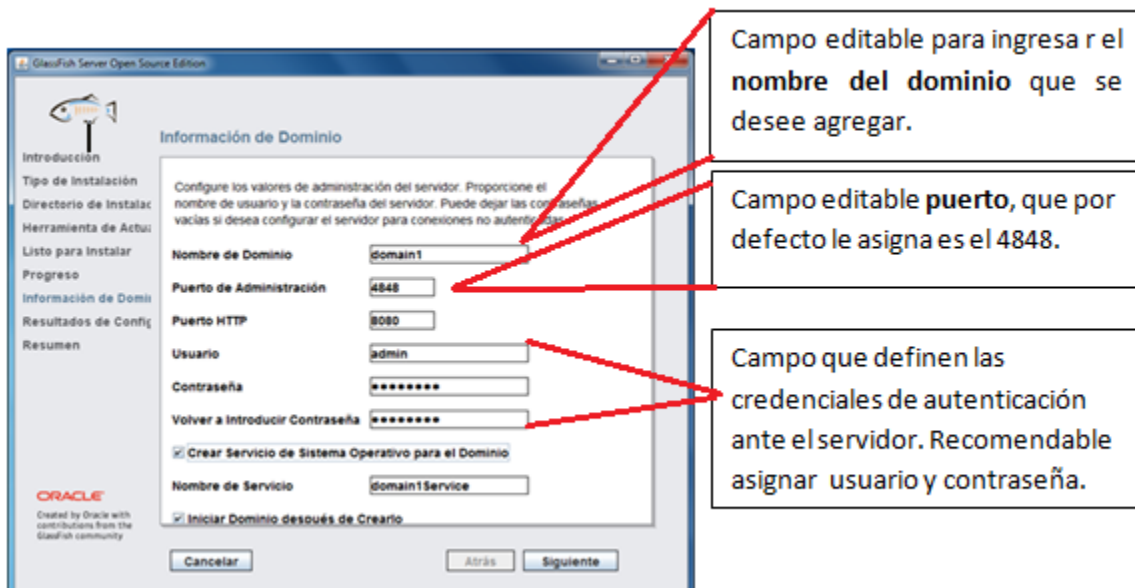 GlassFish Server Open Source Edition
Introducción
Tipo de Instalación
Directorio de Instalac
Herramienta de Actua
Listo para Instalar
Progreso
Información de Domin
Resultados de Config
Resumen
ORACLE
Created by Oracle with
contributions from the
GlassFish community
Información de Dominio
Configure los valores de administración del servidor. Proporcione el
nombre de usuario y la contraseña del servidor. Puede dejar las contraseñas
vacías si desea configurar el servidor para conexiones no autenticadas
Nombre de Dominio domain1
Puerto de Administración 4848
Puerto HTTP 8080
Usuario admin
Contraseña ••••••••
Volver a Introducir Contraseña ••••••••
Crear Servicio de Sistema Operativo para el Dominio
Nombre de Servicio domain1Service
Iniciar Dominio después de Crearlo
Cancelar Atrás Siguiente
Campo editable para ingresa r el
nombre del dominio que se
desee agregar.
Campo editable puerto, que por
defecto le asigna es el 4848.
Campo que definen las
credenciales de autenticación
ante el servidor. Recomendable
asignar usuario y contraseña.